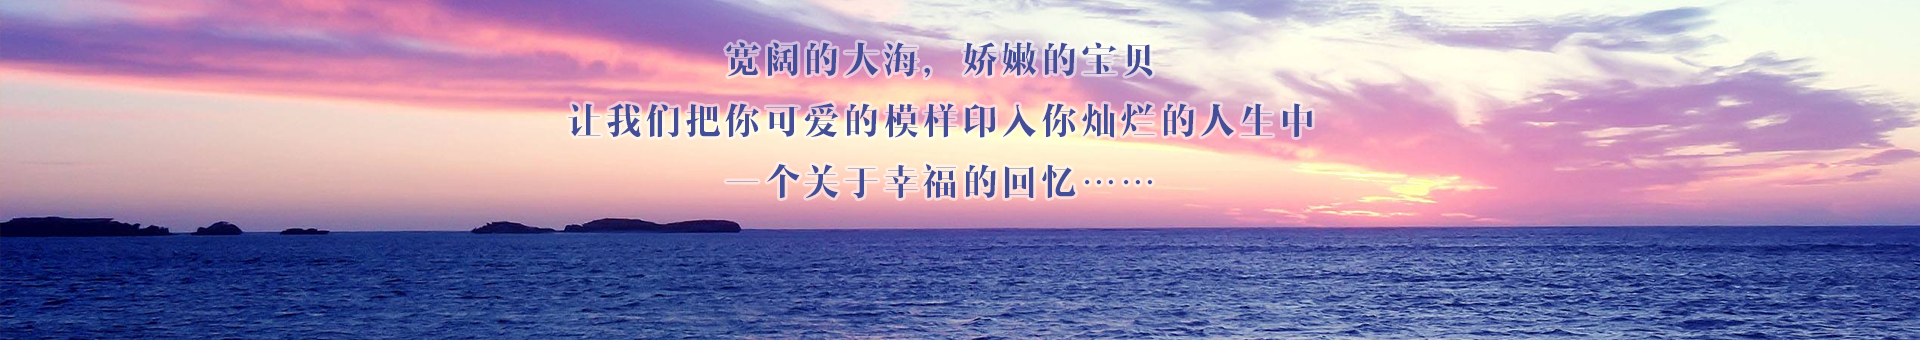 宽阔的大海，娇嫩的宝贝
让我们把你可爱的模样印入你灿烂的人生中
一个关于幸福的回忆……